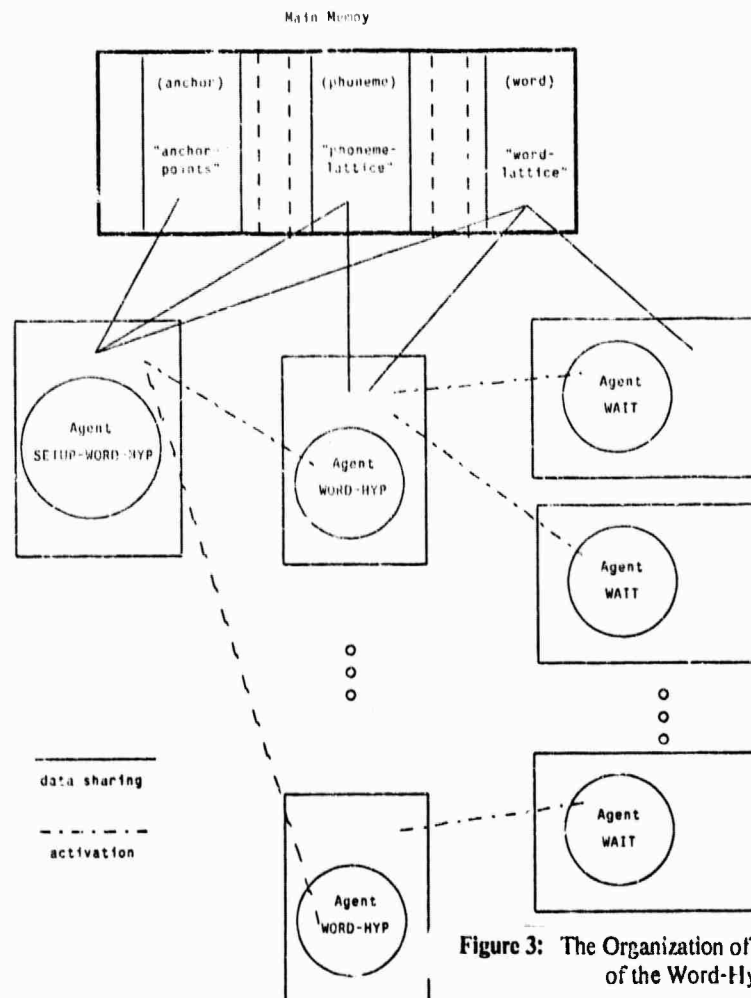 Main Memoy
(anchor) (phoneme) (word)
"anchor- "phoneme- "word-
points" lattice" lattice"
Agent
SETUP-WORD-HYP
Agent
WORD-HYP
Agent
WAIT
Agent
WAIT
data sharing
activation
Agent
WAIT
Agent
WORD-HYP
Figure 3: The Organization of
of the Word-Hy